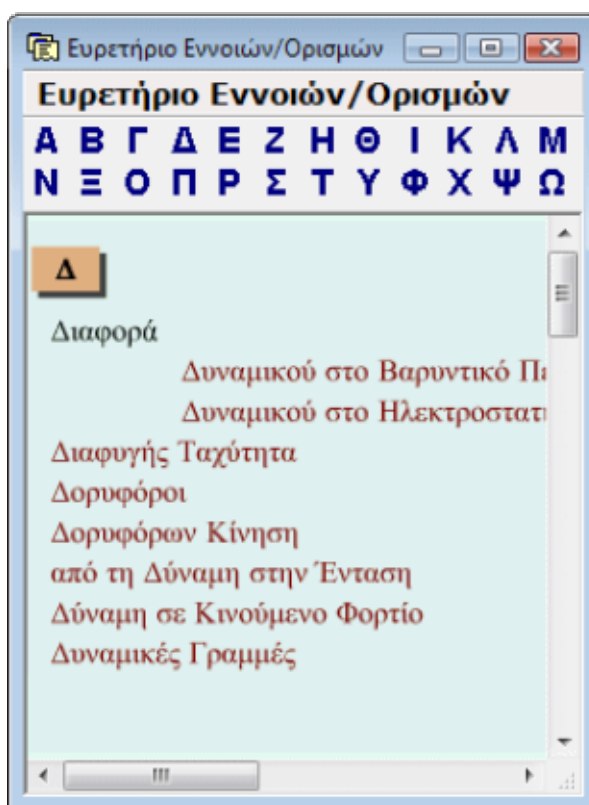 Ευρετήριο Εννοιών/Ορισμών
Ευρετήριο Εννοιών/Ορισμών
Α Β Γ Δ Ε Ζ Η Θ Ι Κ Λ Μ
Ν Ξ Ο Π Ρ Σ Τ Υ Φ Χ Ψ Ω
Δ
Διαφορά
Δυναμικού στο Βαρυντικό
Δυναμικού στο
Διαφυγής Ταχύτητα
Δορυφόροι
Δορυφόρων Κίνηση
από τη Δύναμη στην Ένταση
Δύναμη σε Κινούμενο Φορτίο
Δυναμικές Γραμμές